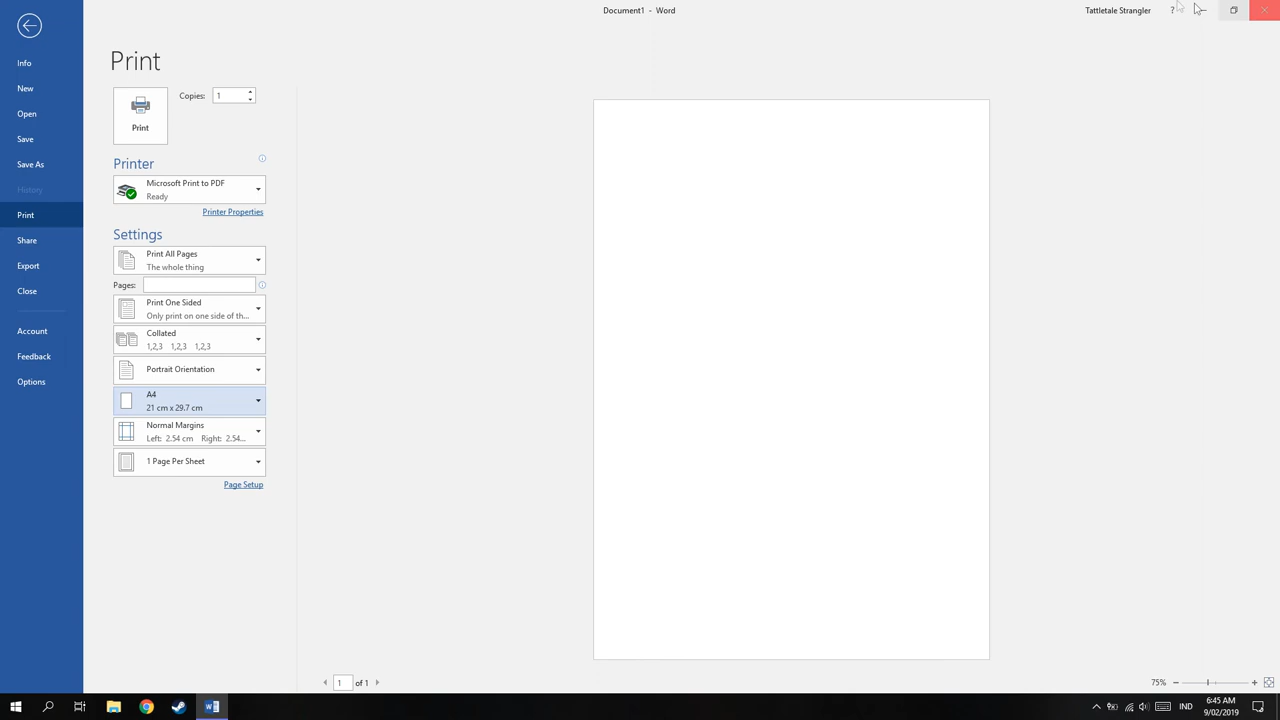 Document1 - Word
Tattletale Strangler
?
Info
New
Open
Save
Save As
History
Print
Share
Export
Close
Account
Feedback
Options
Print
Print
Copies: 1
Printer
Microsoft Print to PDF
Ready
Printer Properties
Settings
Print All Pages
The whole thing
Pages:
Print One Sided
Only print on one side of th...
Collated
1,2,3 1,2,3 1,2,3
Portrait Orientation
A4
21 cm x 29.7 cm
Normal Margins
Left: 2.54 cm Right: 2.54...
1 Page Per Sheet
Page Setup
1 of 1
75%
IND
6:45 AM
9/02/2019